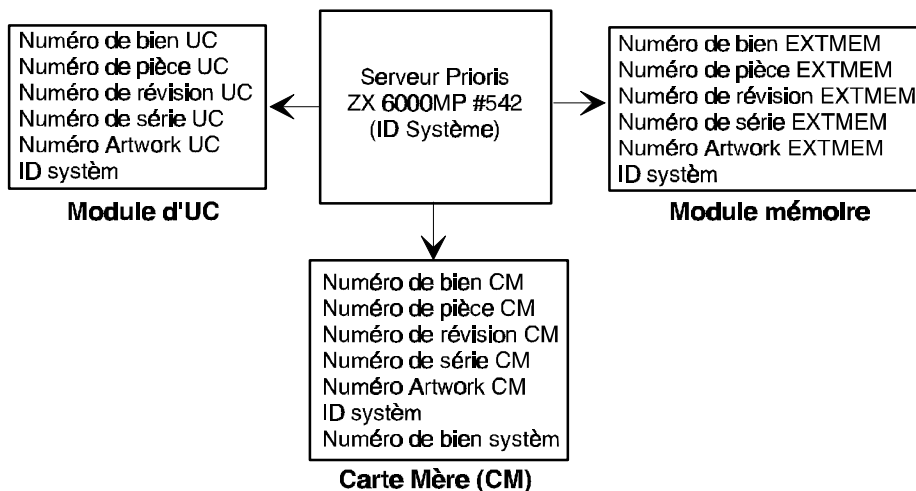 Numéro de bien UC
Numéro de pièce UC
Numéro de révision UC
Numéro de série UC
Numéro Artwork UC
ID systèm
Module d'UC
Serveur Prioris
ZX 6000MP #542
(ID Système)
Numéro de bien EXTMEM
Numéro de pièce EXTMEM
Numéro de révision EXTMEM
Numéro de série EXTMEM
Numéro Artwork EXTMEM
ID systèm
Module mémoire
Numéro de bien CM
Numéro de pièce CM
Numéro de révision CM
Numéro de série CM
Numéro Artwork CM
ID systèm
Numéro de bien systèm
Carte Mère (CM)